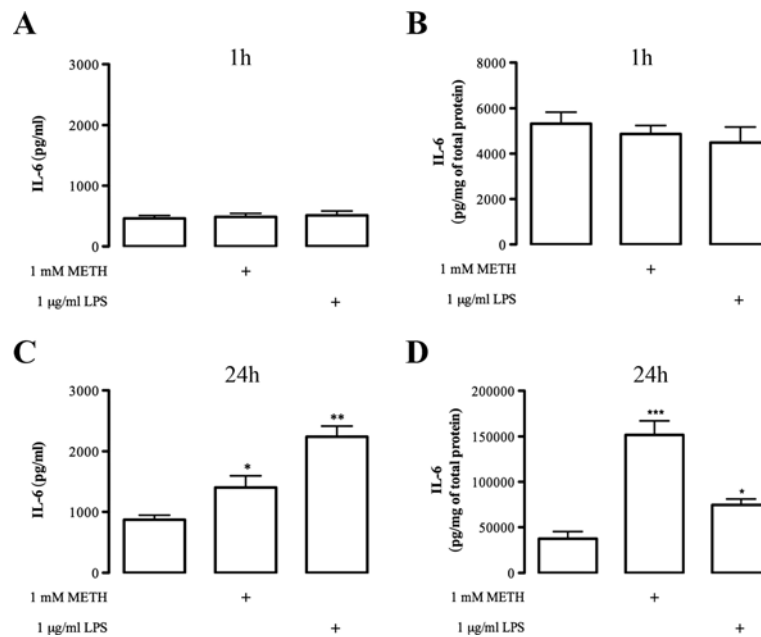 A
1h
IL-6 (pg/ml)
3000
2000
1000
0
1 mM METH +
1 µg/ml LPS +
B
1h
IL-6
(pg/mg of total protein)
8000
6000
4000
2000
0
1 mM METH +
1 µg/ml LPS +
C
24h
IL-6 (pg/ml)
3000
2000
1000
0
*
**
1 mM METH +
1 µg/ml LPS +
D
24h
IL-6
(pg/mg of total protein)
200000
150000
100000
50000
0
***
*
1 mM METH +
1 µg/ml LPS +